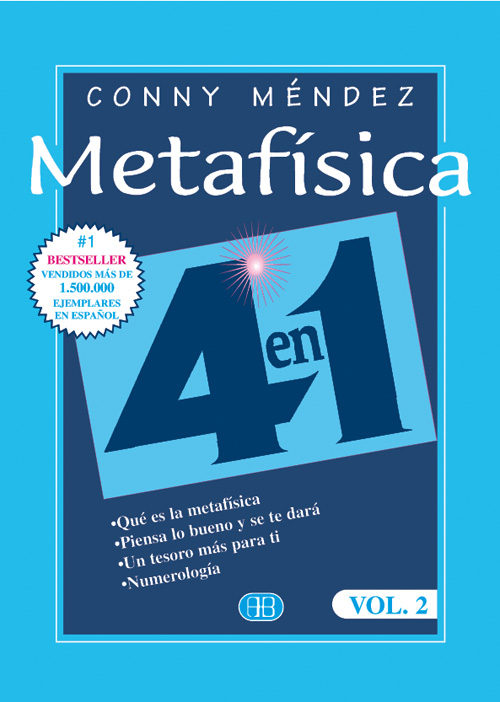 CONNY MÉNDEZ
Metafísica
#1
BESTSELLER
VENDIDOS MÁS DE
1.500.000
EJEMPLARES
EN ESPAÑOL
4 en 1
•Qué es la metafísica
•Piensa lo bueno y se te dará
•Un tesoro más para ti
•Numerología
AB
VOL. 2